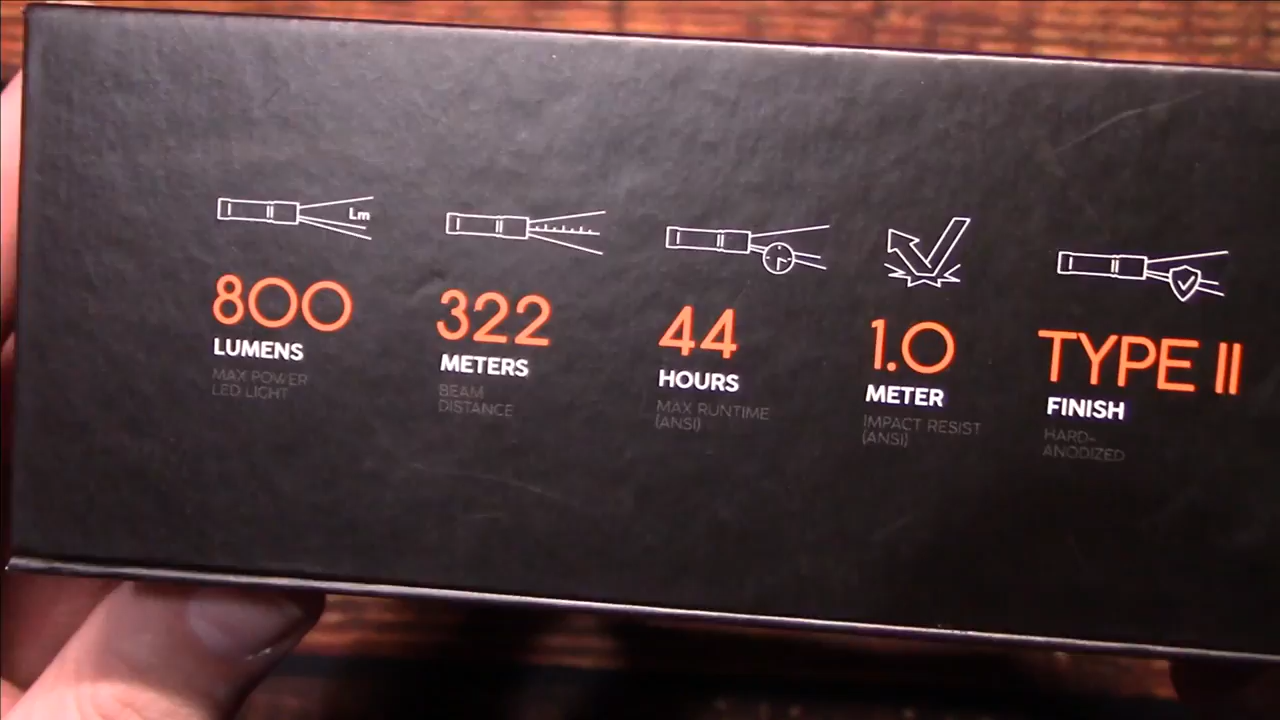 Lm
800
LUMENS
MAX POWER
LED LIGHT
322
METERS
BEAM
DISTANCE
44
HOURS
MAX RUNTIME
(ANSI)
1.0
METER
IMPACT RESIST
(ANSI)
TYPE II
FINISH
HARD-
ANODIZED